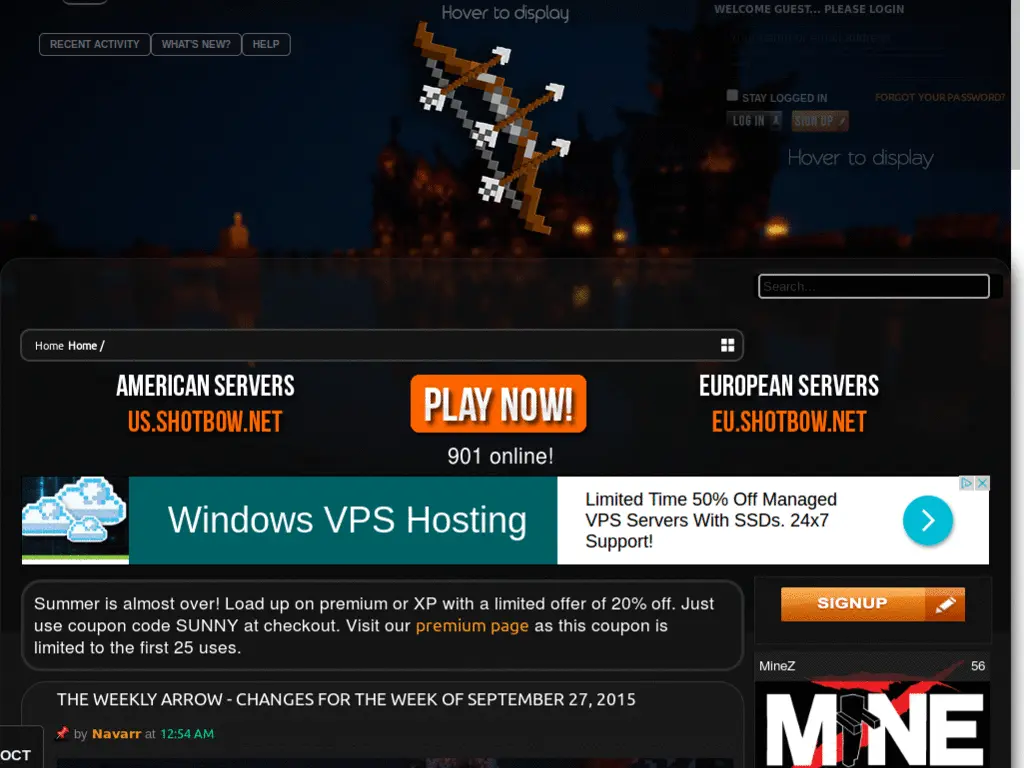 Hover to display
WELCOME GUEST... PLEASE LOGIN
RECENT ACTIVITY
WHAT'S NEW?
HELP
STAY LOGGED IN
FORGOT YOUR PASSWORD?
LOG IN
SIGN UP
Hover to display
Search...
Home Home /
AMERICAN SERVERS
US.SHOTBOW.NET
PLAY NOW!
901 online!
EUROPEAN SERVERS
EU.SHOTBOW.NET
Windows VPS Hosting
Limited Time 50% Off Managed
VPS Servers With SSDs. 24x7
Support!
Summer is almost over! Load up on premium or XP with a limited offer of 20% off. Just
use coupon code SUNNY at checkout. Visit our premium page as this coupon is
limited to the first 25 uses.
SIGNUP
MineZ 56
MINE
THE WEEKLY ARROW - CHANGES FOR THE WEEK OF SEPTEMBER 27, 2015
by Navarr at 12:54 AM
OCT